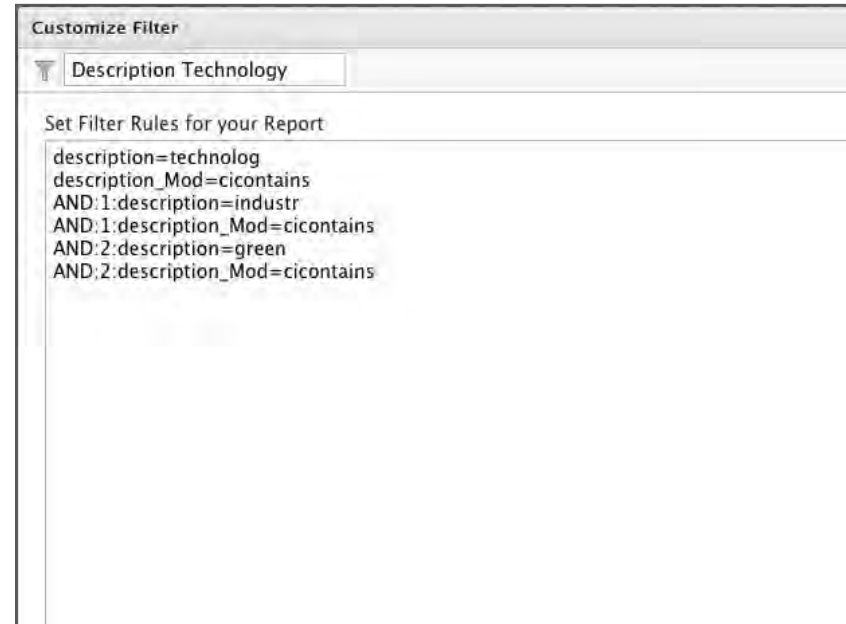 Customize Filter
Description Technology
Set Filter Rules for your Report
description=technolog
description_Mod=cicontains
AND:1:description=industr
AND:1:description_Mod=cicontains
AND:2:description=green
AND:2:description_Mod=cicontains